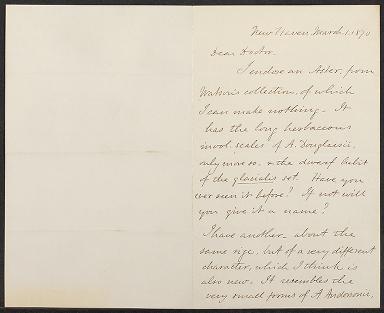 New Haven March 1. 1870
Dear Doctor,
I enclose an Aster, from
Watson's collection, of which
I can make nothing. It
has the long herbaceous
invol. scales of A. Douglasii,
only more so, & the dwarf habit
of the glacialis set. Have you
ever seen it before? If not will
you give it a name?
I have another about the
same size, but of a very different
character, which I think is
also new. It resembles the
very small forms of A. Andersonii,